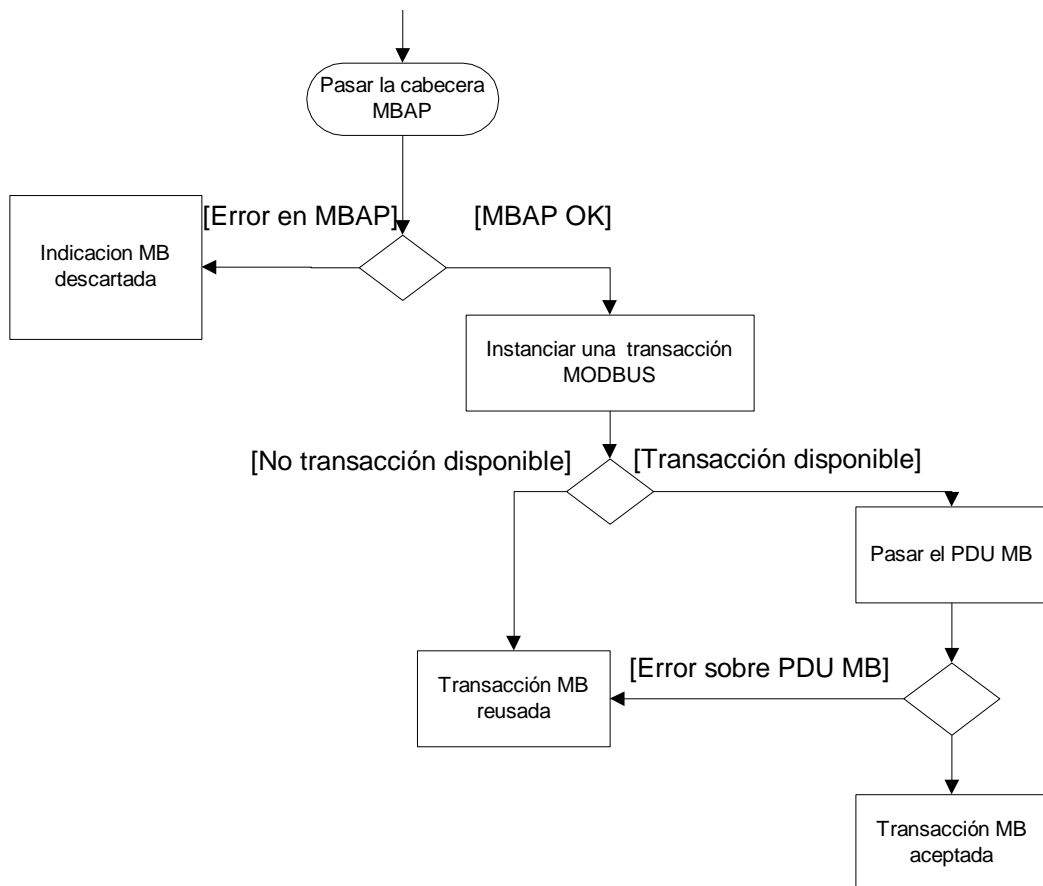 Pasar la cabecera
MBAP
[Error en MBAP]
[MBAP OK]
Indicacion MB
descartada
Instanciar una transacción
MODBUS
[No transacción disponible]
[Transacción disponible]
Pasar el PDU MB
[Error sobre PDU MB]
Transacción MB
reusada
Transacción MB
aceptada